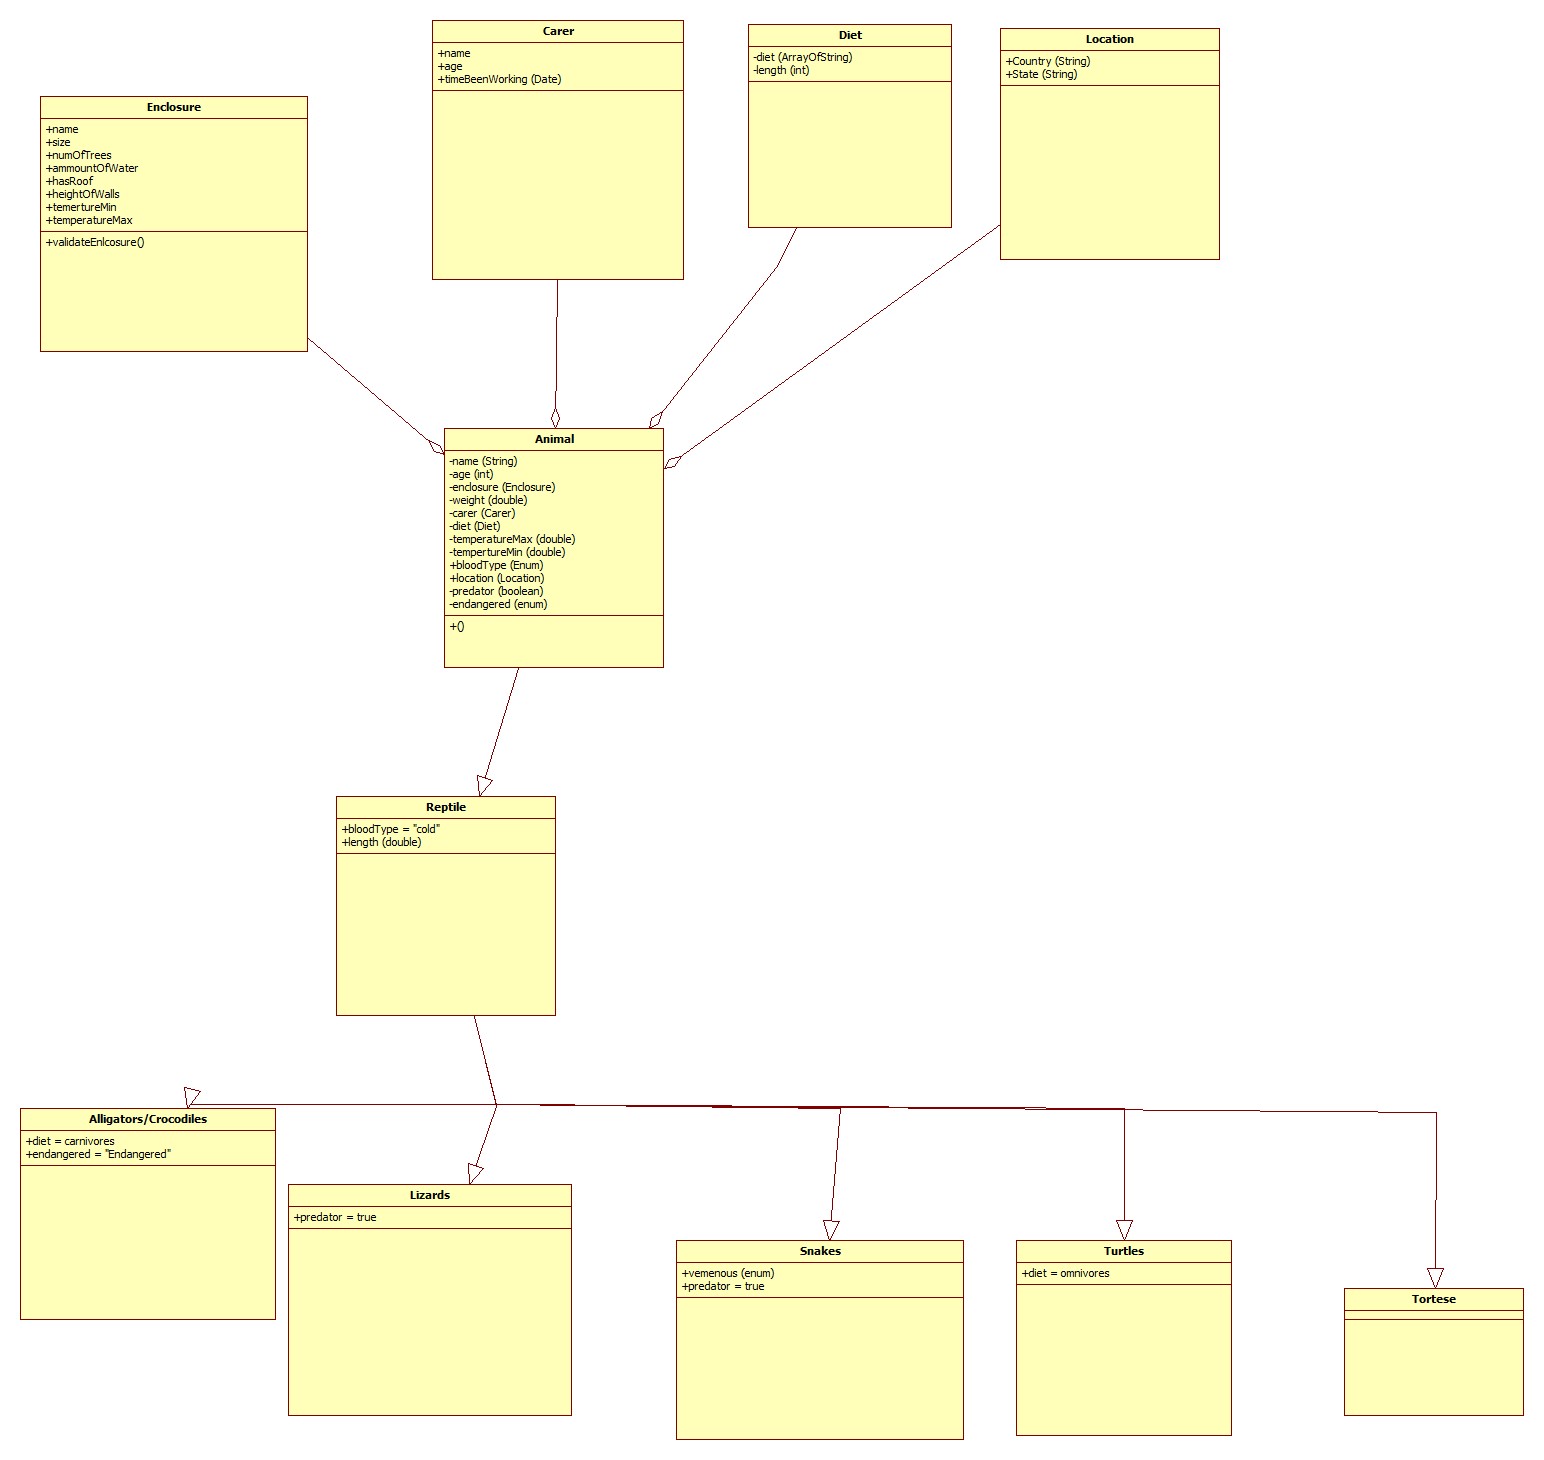 Carer
+name
+age
+timeBeenWorking (Date)
Diet
-diet (ArrayOfString)
-length (int)
Location
+Country (String)
+State (String)
Enclosure
+name
+size
+numOfTrees
+ammountOfWater
+hasRoof
+heightOfWalls
+temertureMin
+temperatureMax
+validateEnlcosure()
Animal
-name (String)
-age (int)
-enclosure (Enclosure)
-weight (double)
-carer (Carer)
-diet (Diet)
-temperatureMax (double)
-tempertureMin (double)
+bloodType (Enum)
+location (Location)
-predator (boolean)
-endangered (enum)
+()
Reptile
+bloodType = "cold"
+length (double)
Alligators/Crocodiles
+diet = carnivores
+endangered = "Endangered"
Lizards
+predator = true
Snakes
+vemenous (enum)
+predator = true
Turtles
+diet = omnivores
Tortese